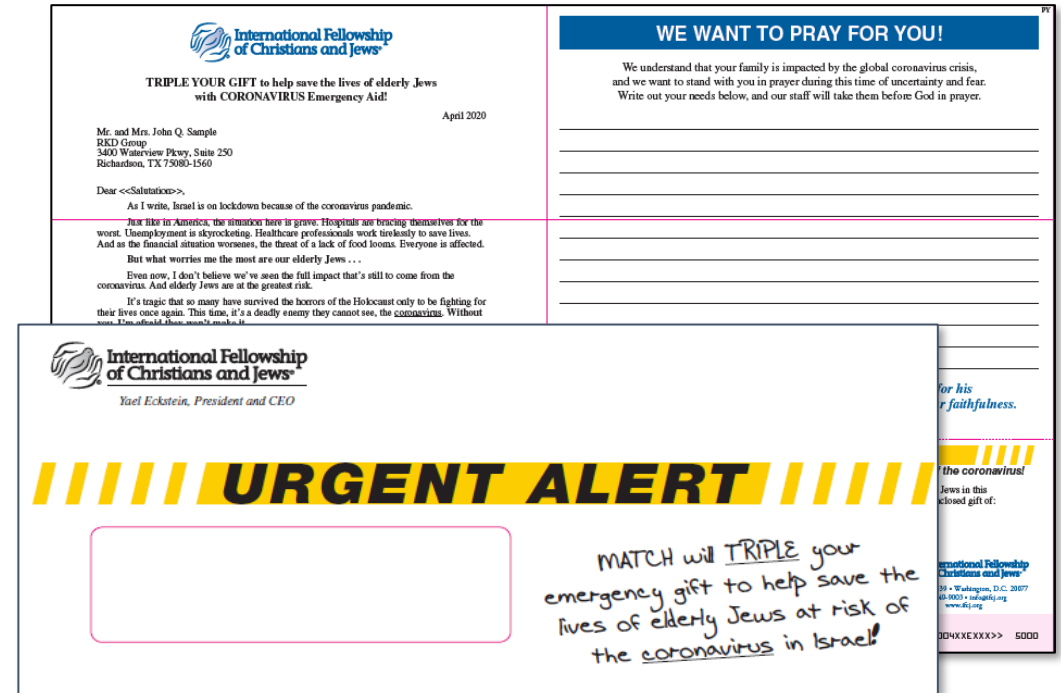 PY
International Fellowship
of Christians and Jews®
TRIPLE YOUR GIFT to help save the lives of elderly Jews
with CORONAVIRUS Emergency Aid!
April 2020
Mr. and Mrs. John Q. Sample
RKD Group
3400 Waterview Pkwy, Suite 250
Richardson, TX 75080-1560
Dear <<Salutation>>,
As I write, Israel is on lockdown because of the coronavirus pandemic.
Just like in America, the situation here is grave. Hospitals are bracing themselves for the
worst. Unemployment is skyrocketing. Healthcare professionals work tirelessly to save lives.
And as the financial situation worsenes, the threat of a lack of food looms. Everyone is affected.
But what worries me the most are our elderly Jews . . .
Even now, I don't believe we've seen the full impact that's still to come from the
coronavirus. And elderly Jews are at the greatest risk.
It's tragic that so many have survived the horrors of the Holocaust only to be fighting for
their lives once again. This time, it's a deadly enemy they cannot see, the coronavirus. Without
you, I'm afraid they won't make it.
WE WANT TO PRAY FOR YOU!
We understand that your family is impacted by the global coronavirus crisis,
and we want to stand with you in prayer during this time of uncertainty and fear.
Write out your needs below, and our staff will take them before God in prayer.
for his
r faithfulness.
the coronavirus!
Jews in this
closed gift of:
ernational Fellowship
Christians and Jews®
39 • Washington, D.C. 20077
www.ifcj.org
004XXEXXX>> 5000
International Fellowship
of Christians and Jews®
Yael Eckstein, President and CEO
URGENT ALERT
MATCH will TRIPLE your
emergency gift to help save the
lives of elderly Jews at risk of
the coronavirus in Israel!